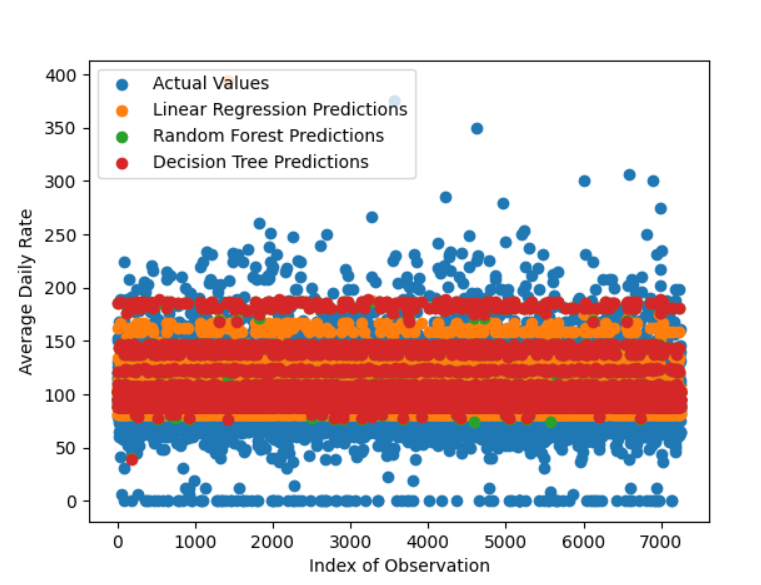 400
350
300
250
200
150
100
50
0
Average Daily Rate
Actual Values
Linear Regression Predictions
Random Forest Predictions
Decision Tree Predictions
0 1000 2000 3000 4000 5000 6000 7000
Index of Observation